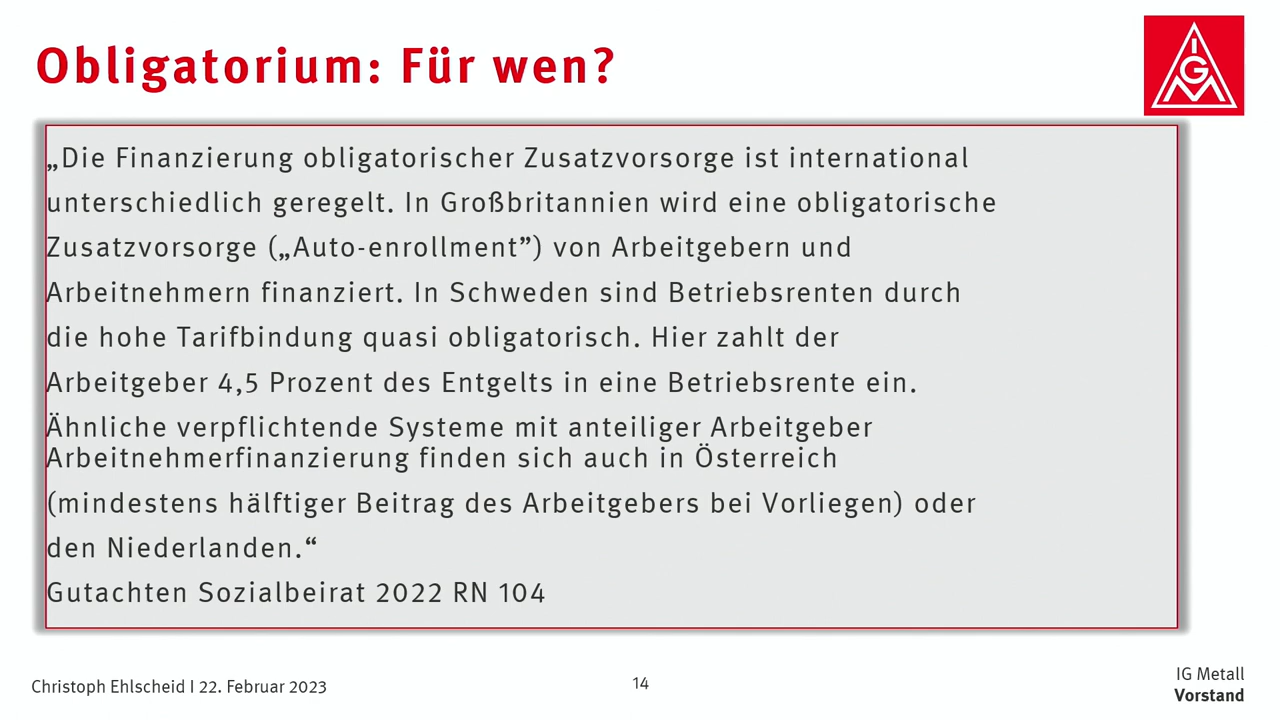 Obligatorium: Für wen?
IGM
„Die Finanzierung obligatorischer Zusatzvorsorge ist international
unterschiedlich geregelt. In Großbritannien wird eine obligatorische
Zusatzvorsorge („Auto-enrollment”) von Arbeitgebern und
Arbeitnehmern finanziert. In Schweden sind Betriebsrenten durch
die hohe Tarifbindung quasi obligatorisch. Hier zahlt der
Arbeitgeber 4,5 Prozent des Entgelts in eine Betriebsrente ein.
Ähnliche verpflichtende Systeme mit anteiliger Arbeitgeber
Arbeitnehmerfinanzierung finden sich auch in Österreich
(mindestens hälftiger Beitrag des Arbeitgebers bei Vorliegen) oder
den Niederlanden.“
Gutachten Sozialbeirat 2022 RN 104
Christoph Ehlscheid I 22. Februar 2023
14
IG Metall
Vorstand